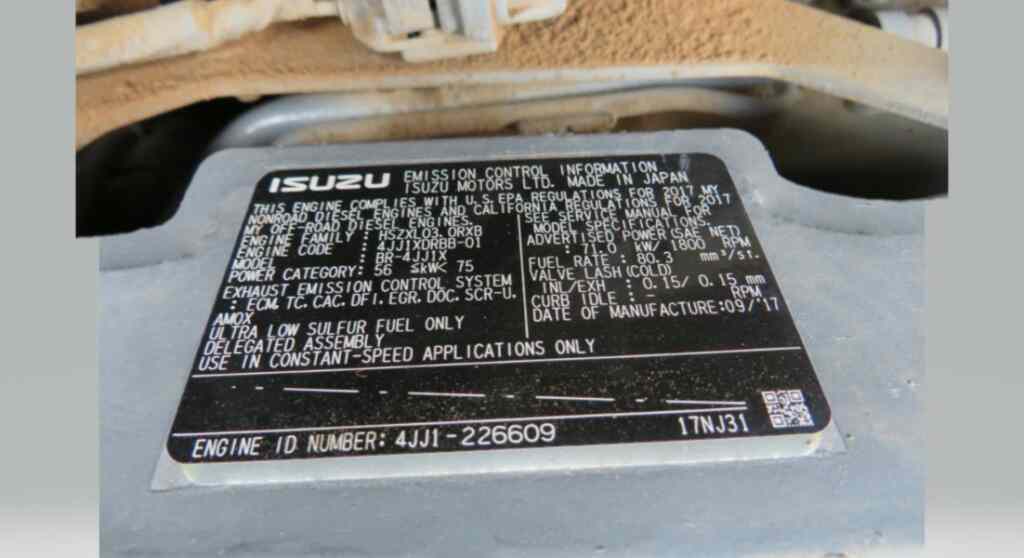 ISUZU EMISSION CONTROL INFORMATION
ISUZU MOTORS LTD. MADE IN JAPAN
THIS ENGINE COMPLIES WITH U.S.EPA REGULATIONS FOR 2017 MY
NONROAD DIESEL ENGINES AND CALIFORNIA REGULATIONS FOR 2017
MY OFF-ROAD DIESEL ENGINES.
ENGINE FAMILY : HSZXL03.0RXB
ENGINE CODE : 4JJ1XDRBB-01
MODEL : BR-4JJ1X
POWER CATEGORY : 56 ≤kW< 75
EXHAUST EMISSION CONTROL SYSTEM
: ECM. TC. CAC. DFI. EGR. DOC. SCR-U.
AMOX
ULTRA LOW SULFUR FUEL ONLY
DELEGATED ASSEMBLY
USE IN CONSTANT-SPEED APPLICATIONS ONLY
SEE SERVICE MANUAL FOR
MODEL SPECIFICATIONS.
ADVERTISED POWER(SAE NET)
: 71.0 kW/1800 RPM
FUEL RATE : 80.3 mm³/st.
VALVE LASH(COLD)
INL/EXH : 0.15/ 0.15 mm
CURB IDLE : - RPM
DATE OF MANUFACTURE:09/'17
ENGINE ID NUMBER: 4JJ1-226609
17NJ31